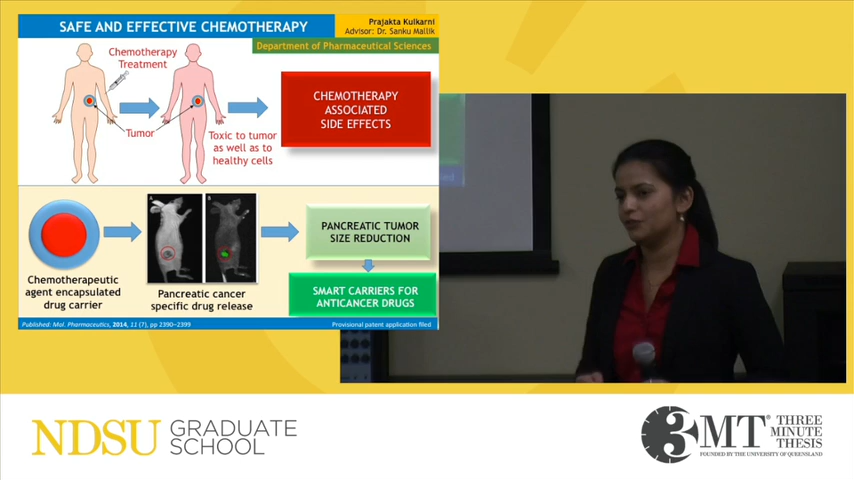 SAFE AND EFFECTIVE CHEMOTHERAPY
Prajakta Kulkarni
Advisor: Dr. Sanku Mallik
Department of Pharmaceutical Sciences
Chemotherapy
Treatment
Tumor
Toxic to tumor
as well as to
healthy cells
CHEMOTHERAPY
ASSOCIATED
SIDE EFFECTS
Chemotherapeutic
agent encapsulated
drug carrier
A
B
Pancreatic cancer
specific drug release
PANCREATIC TUMOR
SIZE REDUCTION
SMART CARRIERS FOR
ANTICANCER DRUGS
Published: Mol. Pharmaceutics, 2014, 11 (7), pp 2390–2399
Provisional patent application filed
NDSU GRADUATE
SCHOOL
3MT® THREE
MINUTE
THESIS
FOUNDED BY THE UNIVERSITY OF QUEENSLAND